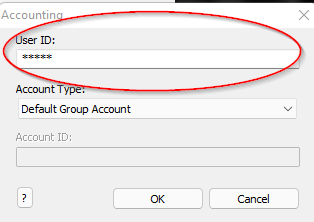 Accounting
User ID:
*****
Account Type:
Default Group Account
Account ID:
?
OK
Cancel